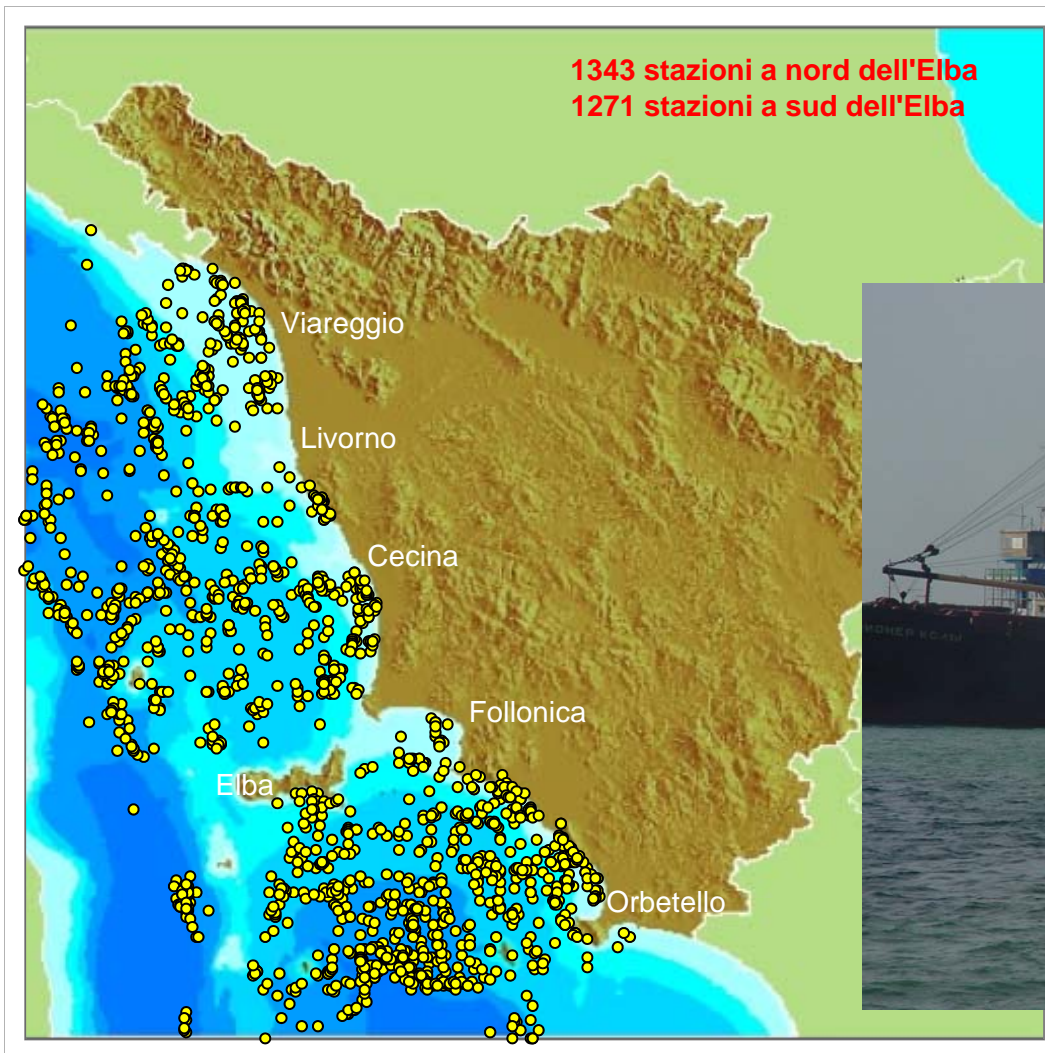 1343 stazioni a nord dell'Elba
1271 stazioni a sud dell'Elba
Viareggio
Livorno
Cecina
Follonica
Elba
Orbetello